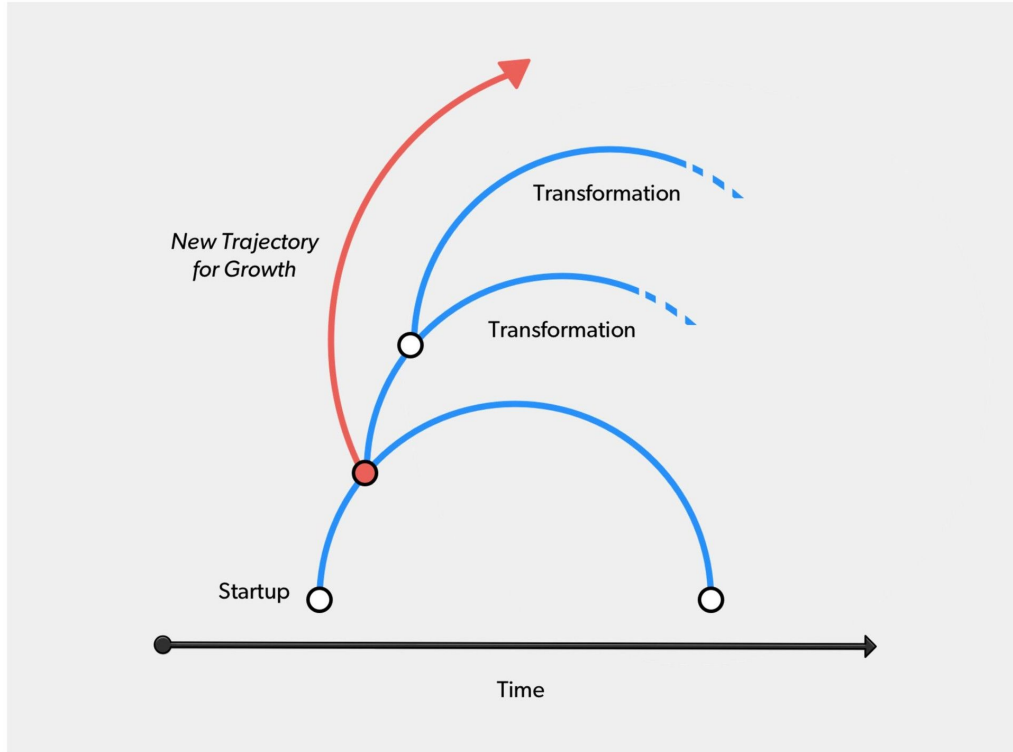 Transformation
New Trajectory
for Growth
Transformation
Startup
Time